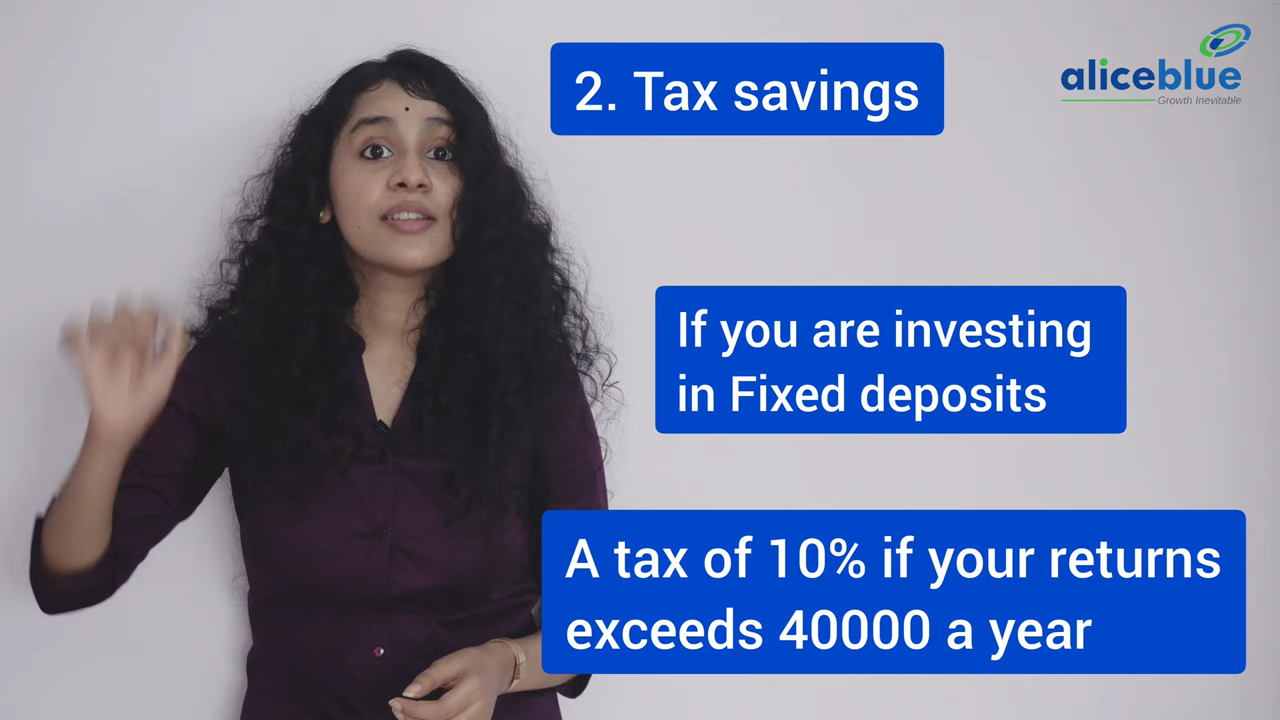 2. Tax savings
aliceblue
Growth Inevitable
If you are investing
in Fixed deposits
A tax of 10% if your returns
exceeds 40000 a year